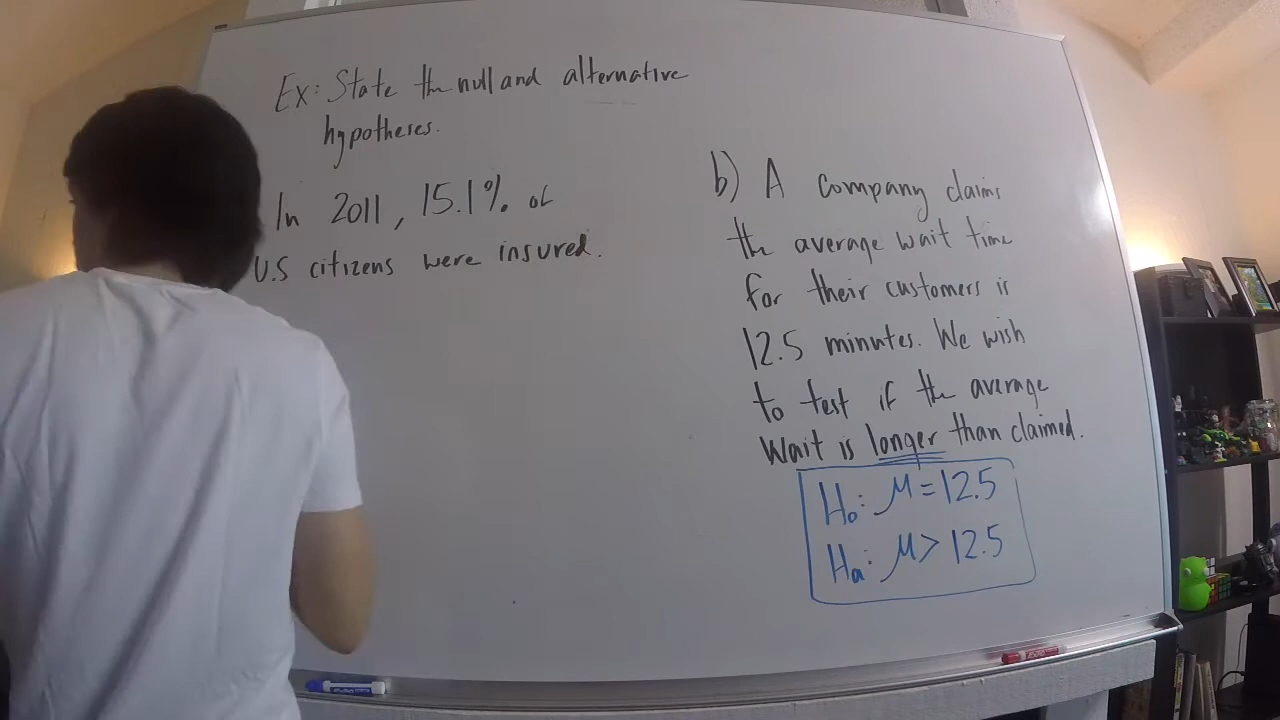 Ex: State the null and alternative
hypotheses.
In 2011, 15.1% of
U.S citizens were insured.
b) A company claims
the average wait time
for their customers is
12.5 minutes. We wish
to test if the average
Wait is longer than claimed.
H₀: μ = 12.5
Hₐ: μ > 12.5